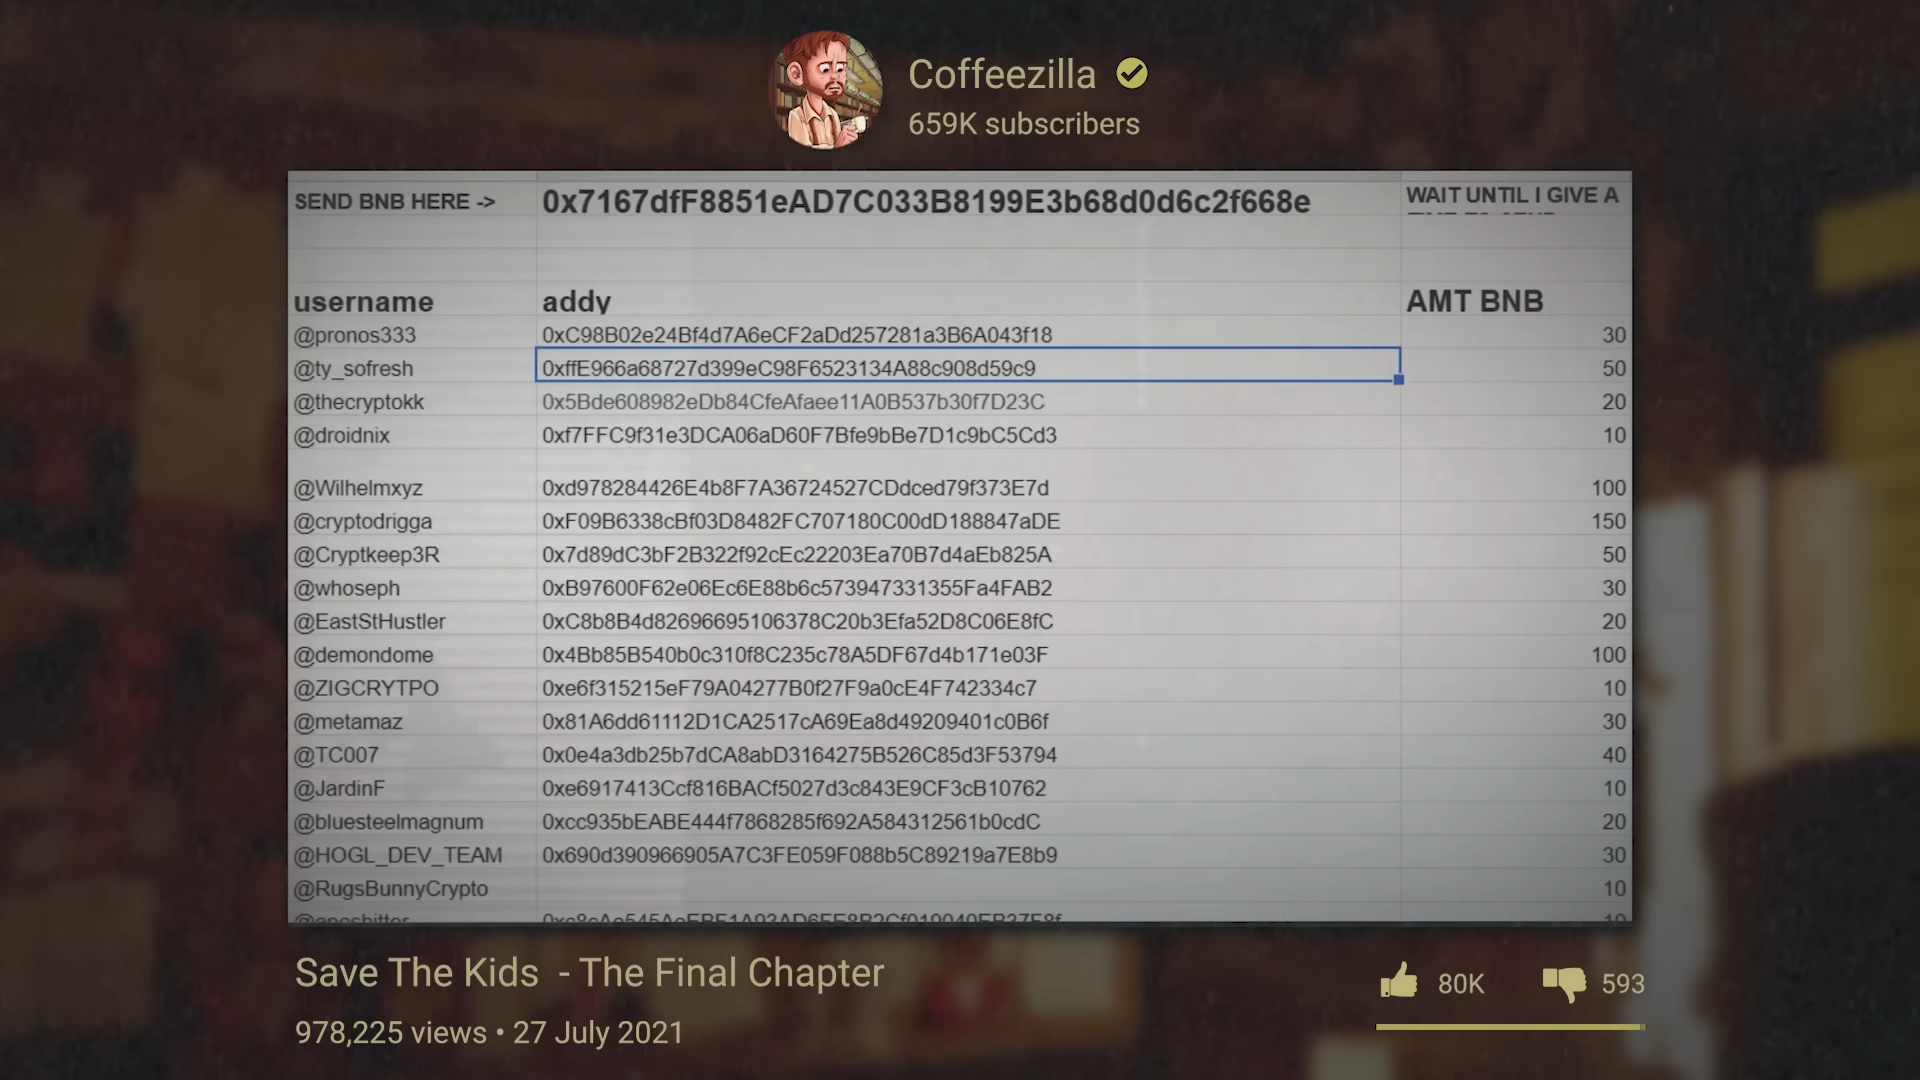 Coffeezilla
659K subscribers
SEND BNB HERE -> 0x7167dfF8851eAD7C033B8199E3b68d0d6c2f668e WAIT UNTIL I GIVE A
username addy AMT BNB
@pronos333 0xC98B02e24Bf4d7A6eCF2aDd257281a3B6A043f18 30
@ty_sofresh 0xffE966a68727d399eC98F6523134A88c908d59c9 50
@thecryptokk 0x5Bde608982eDb84CfeAfaee11A0B537b30f7D23C 20
@droidnix 0xf7FFC9f31e3DCA06aD60F7Bfe9bBe7D1c9bC5Cd3 10
@Wilhelmxyz 0xd978284426E4b8F7A36724527CDdced79f373E7d 100
@cryptodrigga 0xF09B6338cBf03D8482FC707180C00dD188847aDE 150
@Cryptkeep3R 0x7d89dC3bF2B322f92cEc22203Ea70B7d4aEb825A 50
@whoseph 0xB97600F62e06Ec6E88b6c573947331355Fa4FAB2 30
@EastStHustler 0xC8b8B4d82696695106378C20b3Efa52D8C06E8fC 20
@demondome 0x4Bb85B540b0c310f8C235c78A5DF67d4b171e03F 100
@ZIGCRYTPO 0xe6f315215eF79A04277B0f27F9a0cE4F742334c7 10
@metamaz 0x81A6dd61112D1CA2517cA69Ea8d49209401c0B6f 30
@TC007 0x0e4a3db25b7dCA8abD3164275B526C85d3F53794 40
@JardinF 0xe6917413Ccf816BACf5027d3c843E9CF3cB10762 10
@bluesteelmagnum 0xcc935bEABE444f7868285f692A584312561b0cdC 20
@HOGL_DEV_TEAM 0x690d390966905A7C3FE059F088b5C89219a7E8b9 30
@RugsBunnyCrypto 10
Save The Kids - The Final Chapter
80K 593
978,225 views • 27 July 2021